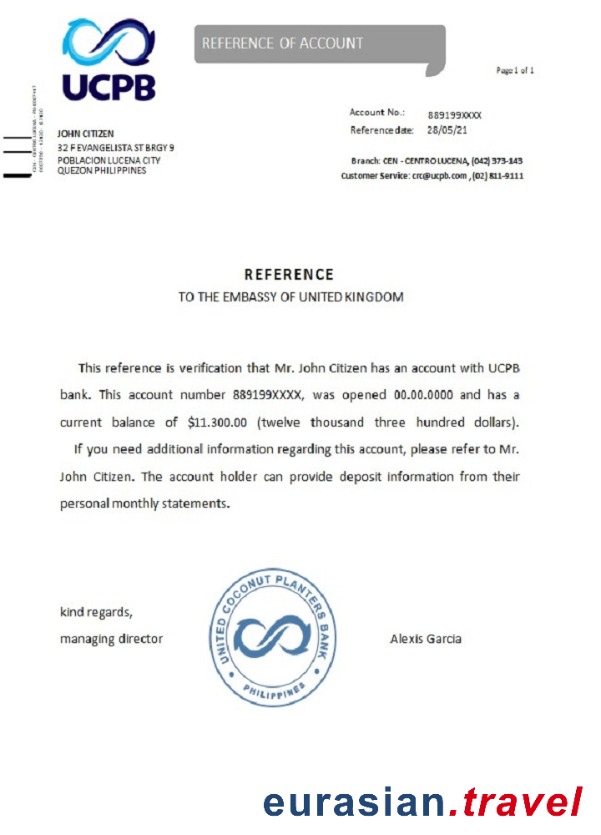 UCPB
REFERENCE OF ACCOUNT
Page 1 of 1
Account No.: 889199XXXX
Reference date: 28/05/21
JOHN CITIZEN
32 F EVANGELISTA ST BRGY 9
POBLACION LUCENA CITY
QUEZON PHILIPPINES
Branch: CEN - CENTRO LUCENA, (042) 373-143
Customer Service: crc@ucpb.com , (02) 811-9111
REFERENCE
TO THE EMBASSY OF UNITED KINGDOM
This reference is verification that Mr. John Citizen has an account with UCPB
bank. This account number 889199XXXX, was opened 00.00.0000 and has a
current balance of $11.300.00 (twelve thousand three hundred dollars).
If you need additional information regarding this account, please refer to Mr.
John Citizen. The account holder can provide deposit information from their
personal monthly statements.
kind regards,
managing director
UNITED COCONUT PLANTERS BANK
PHILIPPINES
Alexis Garcia
eurasian.travel